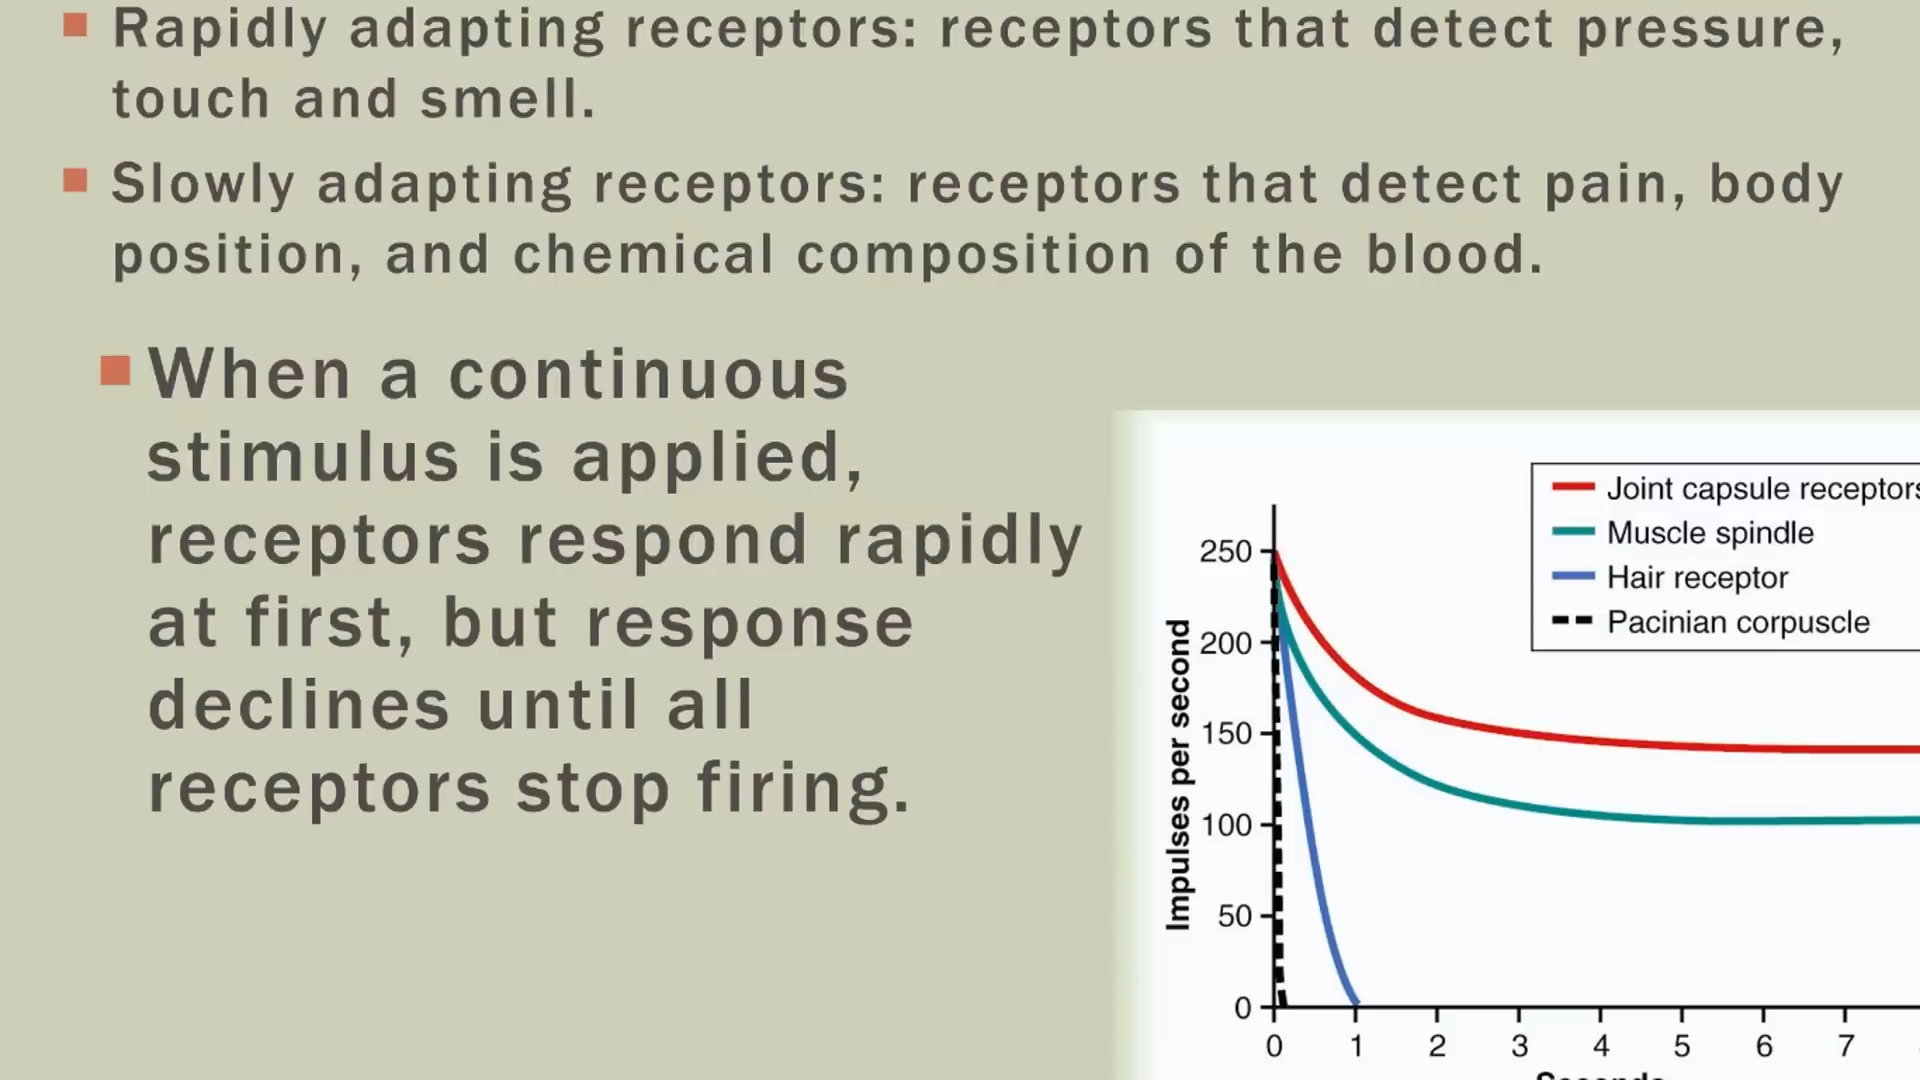 Rapidly adapting receptors: receptors that detect pressure,
touch and smell.
Slowly adapting receptors: receptors that detect pain, body
position, and chemical composition of the blood.
When a continuous
stimulus is applied,
receptors respond rapidly
at first, but response
declines until all
receptors stop firing.
Joint capsule receptors
Muscle spindle
Hair receptor
Pacinian corpuscle
Impulses per second
250
200
150
100
50
0
0 1 2 3 4 5 6 7
Seconds